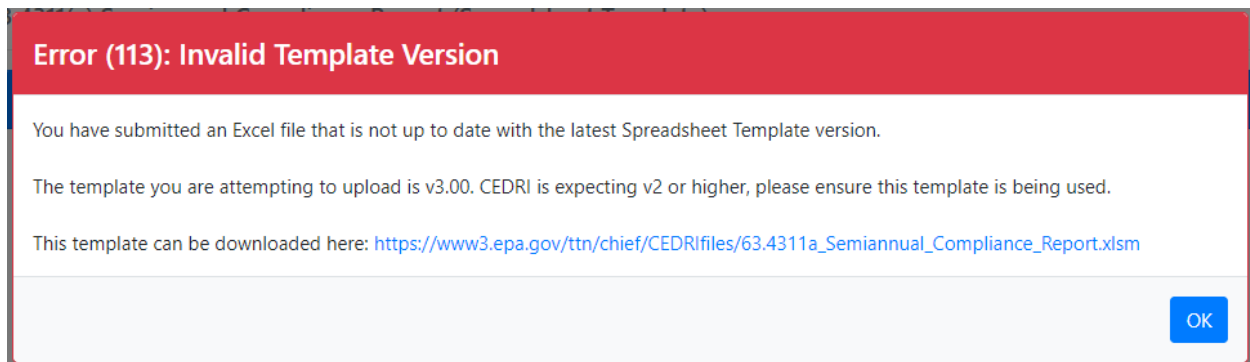 Error (113): Invalid Template Version
You have submitted an Excel file that is not up to date with the latest Spreadsheet Template version.
The template you are attempting to upload is v3.00. CEDRI is expecting v2 or higher, please ensure this template is being used.
This template can be downloaded here: https://www3.epa.gov/ttn/chief/CEDRIfiles/63.4311a_Semiannual_Compliance_Report.xlsm
OK